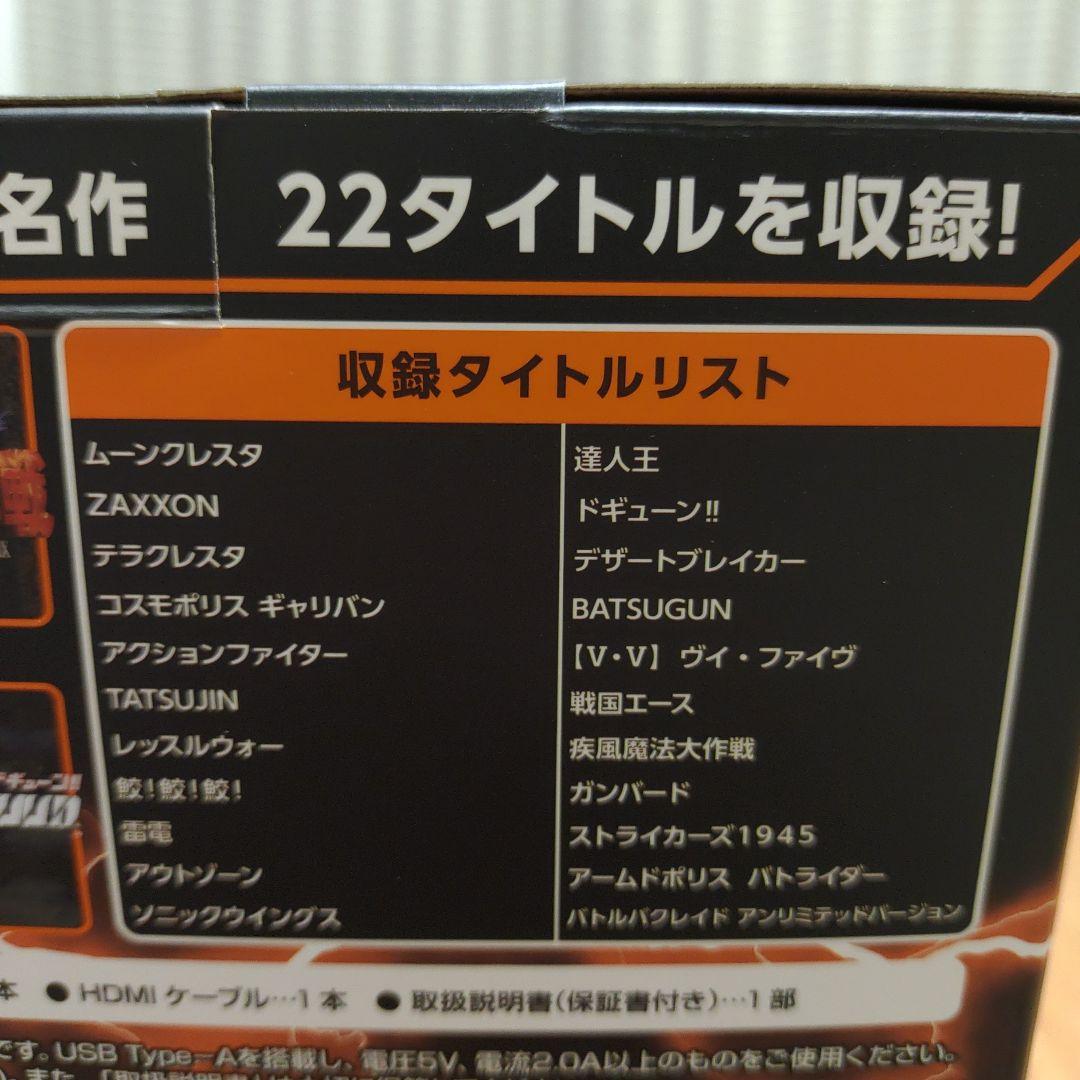 名作
22タイトルを収録!
収録タイトルリスト
ムーンクレスタ
ZAXXON
テラクレスタ
コスモポリス ギャリバン
アクションファイター
TATSUJIN
レッスルウォー
鮫!鮫!鮫!
雷電
アウトゾーン
ソニックウイングス
達人王
ドギューン!!
デザートブレイカー
BATSUGUN
【V・V】 ヴイ・ファイヴ
戦国エース
疾風魔法大作戦
ガンバード
ストライカーズ1945
アームドポリス バトライダー
バトルバクレイド アンリミテッドバージョン
戦
ギューン!!
本 ●HDMI ケーブル…1本 ●取扱説明書(保証書付き)…1部
です。USB Type-Aを搭載し、電圧5V、電流2.0A以上のものをご使用ください。